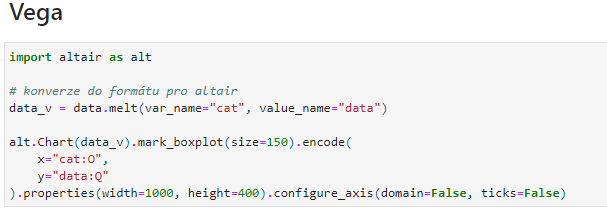 Vega
import altair as alt
# konverze do formátu pro altair
data_v = data.melt(var_name="cat", value_name="data")
alt.Chart(data_v).mark_boxplot(size=150).encode(
    x="cat:O",
    y="data:Q"
).properties(width=1000, height=400).configure_axis(domain=False, ticks=False)